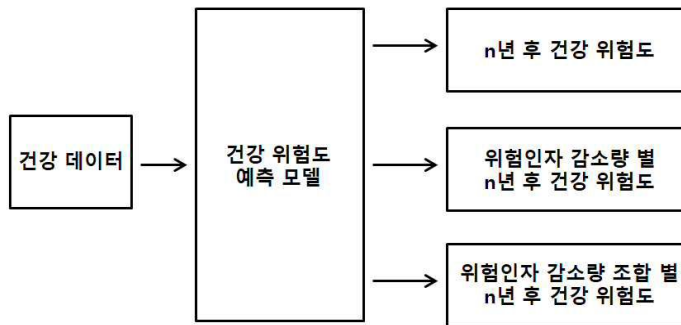 건강 데이터
건강 위험도
예측 모델
n년 후 건강 위험도
위험인자 감소량 별
n년 후 건강 위험도
위험인자 감소량 조합 별
n년 후 건강 위험도